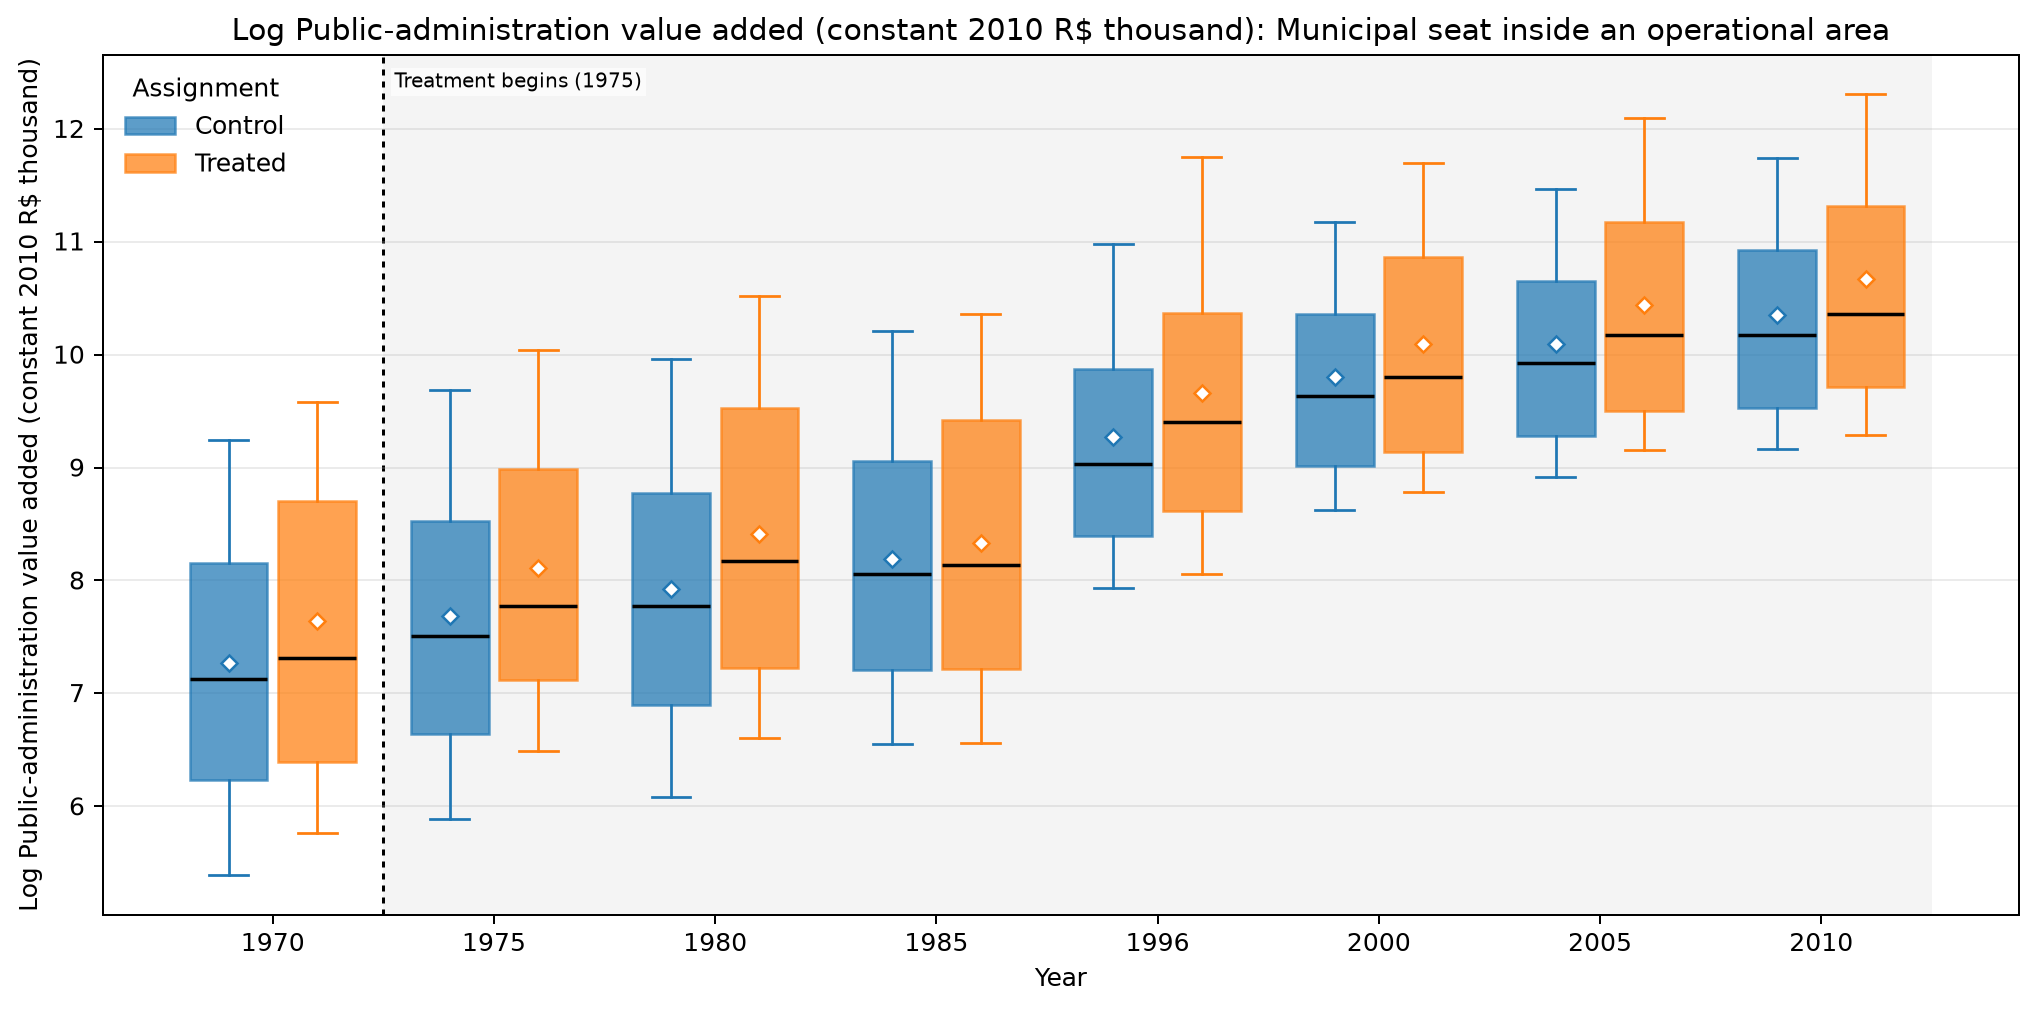 Log Public-administration value added (constant 2010 R$ thousand): Municipal seat inside an operational area
Log Public-administration value added (constant 2010 R$ thousand)
Assignment
Control
Treated
Treatment begins (1975)
12
11
10
9
8
7
6
1970 1975 1980 1985 1996 2000 2005 2010
Year